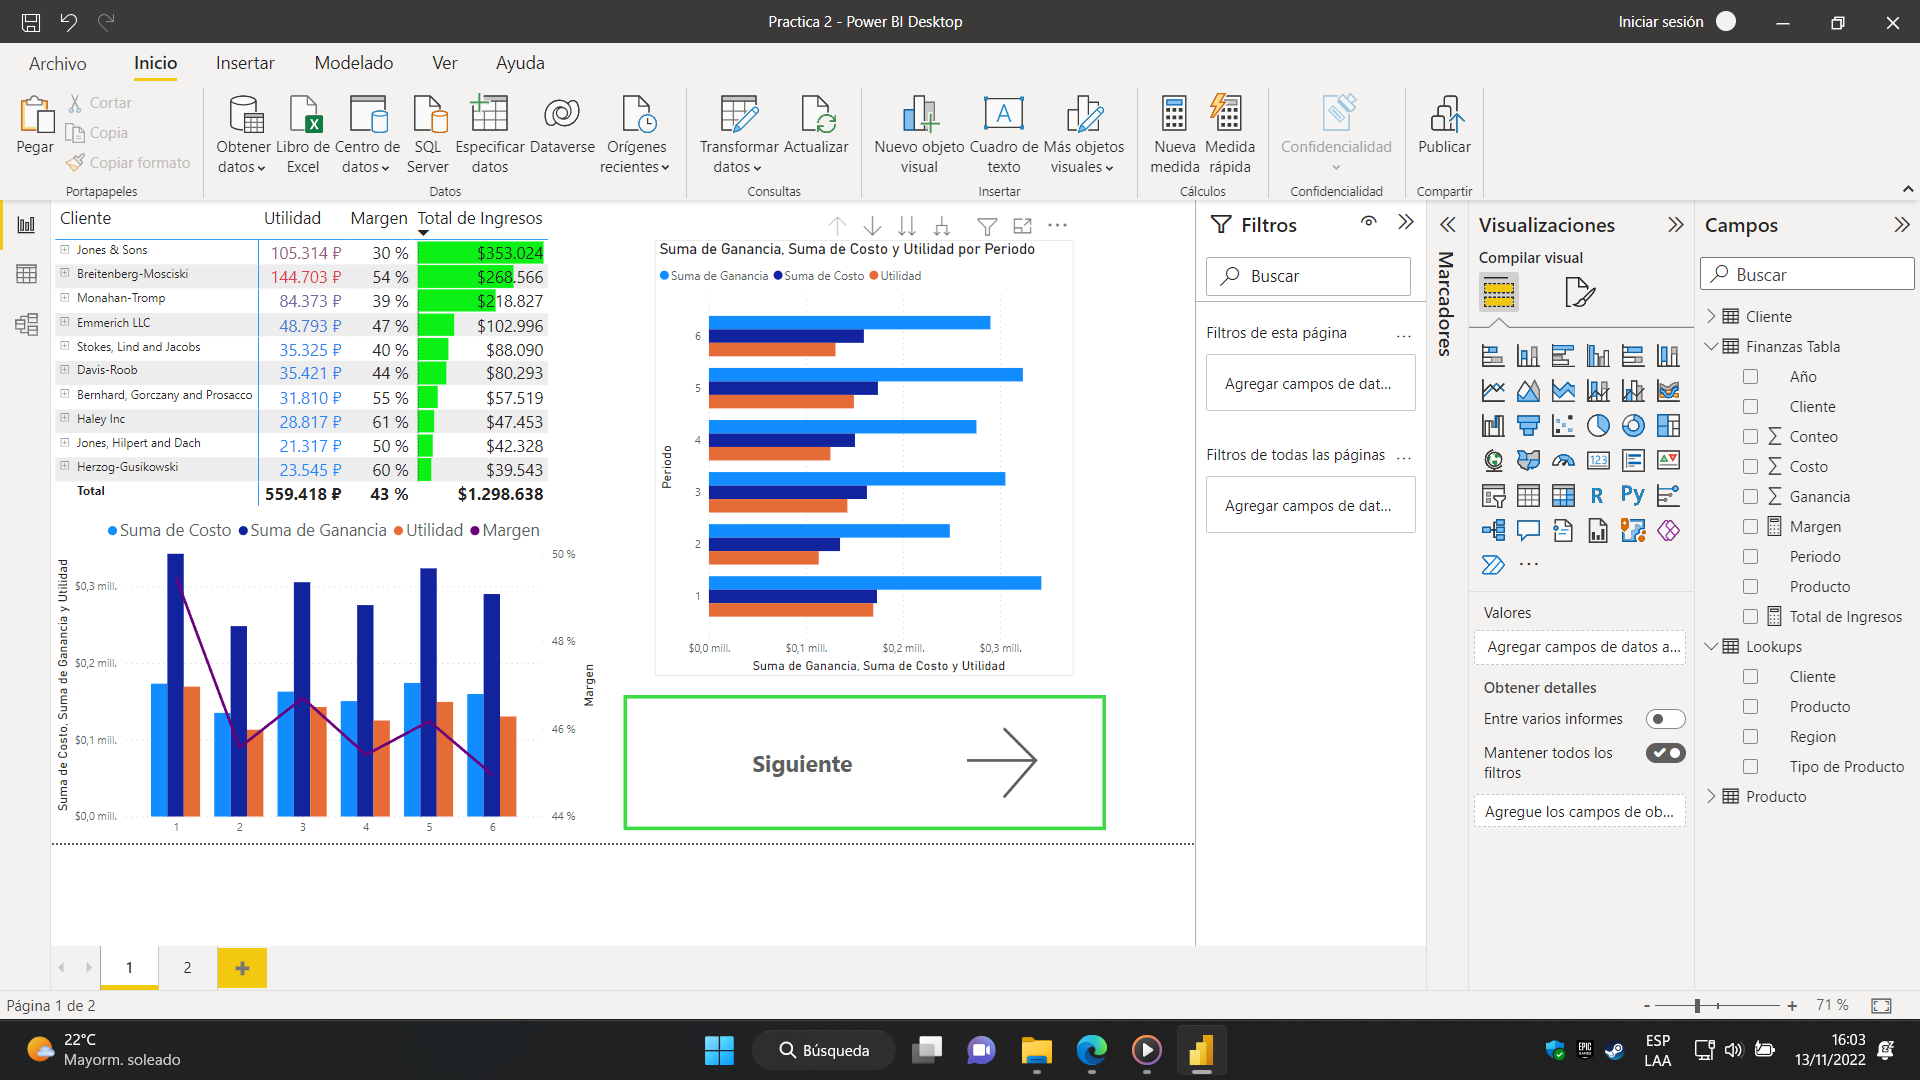 Practica 2 - Power BI Desktop
Iniciar sesión
Archivo
Inicio
Insertar
Modelado
Ver
Ayuda
Pegar
Cortar
Copia
Copiar formato
Portapapeles
Obtener datos
Libro de Excel
Centro de datos
SQL Server
Especificar datos
Dataverse
Orígenes recientes
Datos
Transformar datos
Actualizar
Consultas
Nuevo objeto visual
Cuadro de texto
Más objetos visuales
Insertar
Nueva medida
Medida rápida
Cálculos
Confidencialidad
Confidencialidad
Publicar
Compartir
Cliente Utilidad Margen Total de Ingresos
Jones & Sons 105.314 ₽ 30 % $353.024
Breitenberg-Mosciski 144.703 ₽ 54 % $268.566
Monahan-Tromp 84.373 ₽ 39 % $218.827
Emmerich LLC 48.793 ₽ 47 % $102.996
Stokes, Lind and Jacobs 35.325 ₽ 40 % $88.090
Davis-Roob 35.421 ₽ 44 % $80.293
Bernhard, Gorczany and Prosacco 31.810 ₽ 55 % $57.519
Haley Inc 28.817 ₽ 61 % $47.453
Jones, Hilpert and Dach 21.317 ₽ 50 % $42.328
Herzog-Gusikowski 23.545 ₽ 60 % $39.543
Total 559.418 ₽ 43 % $1.298.638
Suma de Costo Suma de Ganancia Utilidad Margen
Suma de Costo, Suma de Ganancia y Utilidad
$0,3 mill.
$0,2 mill.
$0,1 mill.
$0,0 mill.
50 %
48 %
46 %
44 %
Margen
1 2 3 4 5 6
Suma de Ganancia, Suma de Costo y Utilidad por Periodo
Suma de Ganancia Suma de Costo Utilidad
Periodo
6
5
4
3
2
1
$0,0 mill. $0,1 mill. $0,2 mill. $0,3 mill.
Suma de Ganancia, Suma de Costo y Utilidad
Siguiente
Filtros
Buscar
Filtros de esta página ...
Agregar campos de dat...
Filtros de todas las páginas ...
Agregar campos de dat...
Marcadores
Visualizaciones
Compilar visual
123
R
Py
...
Valores
Agregar campos de datos a...
Obtener detalles
Entre varios informes
Mantener todos los filtros
Agregue los campos de ob...
Campos
Buscar
Cliente
Finanzas Tabla
Año
Cliente
Conteo
Costo
Ganancia
Margen
Periodo
Producto
Total de Ingresos
Lookups
Cliente
Producto
Region
Tipo de Producto
Producto
1 2 +
Página 1 de 2
- + 71 %
22°C
Mayorm. soleado
Búsqueda
EPIC
ESP
LAA
16:03
13/11/2022